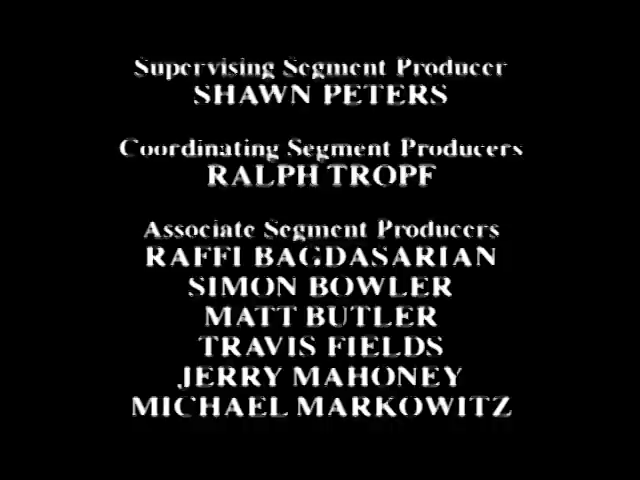 Supervising Segment Producer
SHAWN PETERS
Coordinating Segment Producers
RALPH TROPF
Associate Segment Producers
RAFFI BAGDASARIAN
SIMON BOWLER
MATT BUTLER
TRAVIS FIELDS
JERRY MAHONEY
MICHAEL MARKOWITZ